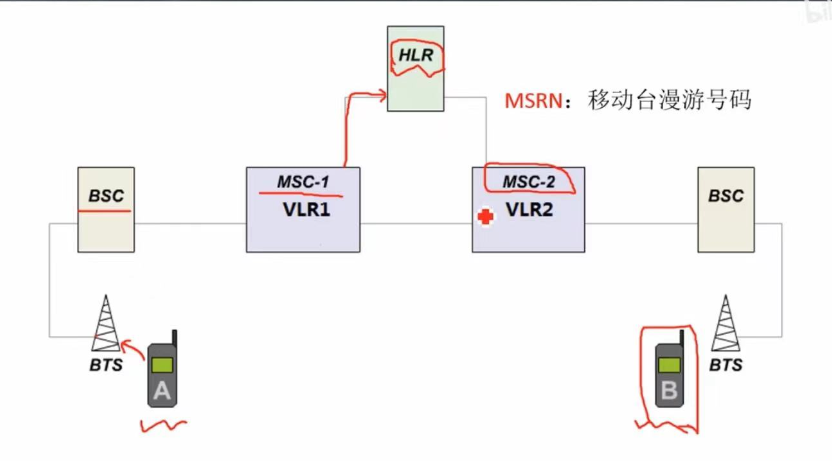 HLR
MSRN：移动台漫游号码
BSC
MSC-1
VLR1
MSC-2
VLR2
BSC
BTS
A
B
BTS